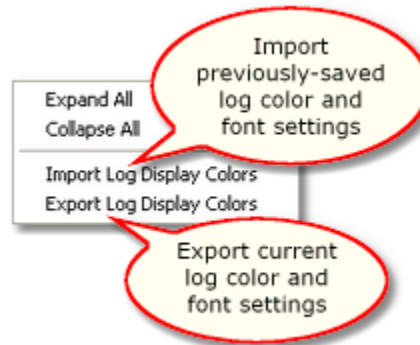 Import
previously-saved
log color and
font settings
Expand All
Collapse All
Import Log Display Colors
Export Log Display Colors
Export current
log color and
font settings